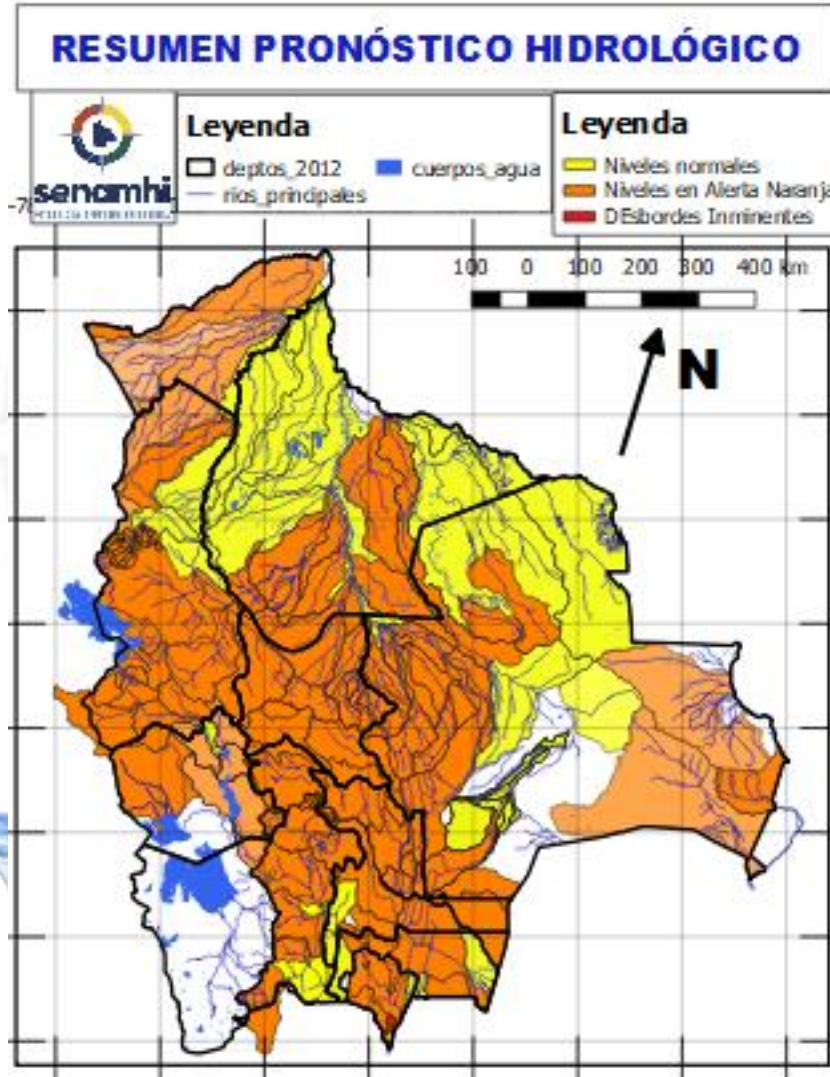 RESUMEN PRONÓSTICO HIDROLÓGICO
senamhi
Leyenda
deptos_2012
cuerpos_agua
rios_principales
Leyenda
Niveles normales
Niveles en Alerta Naranja
DEsbordes Inminentes
100 0 100 200 300 400 km
N